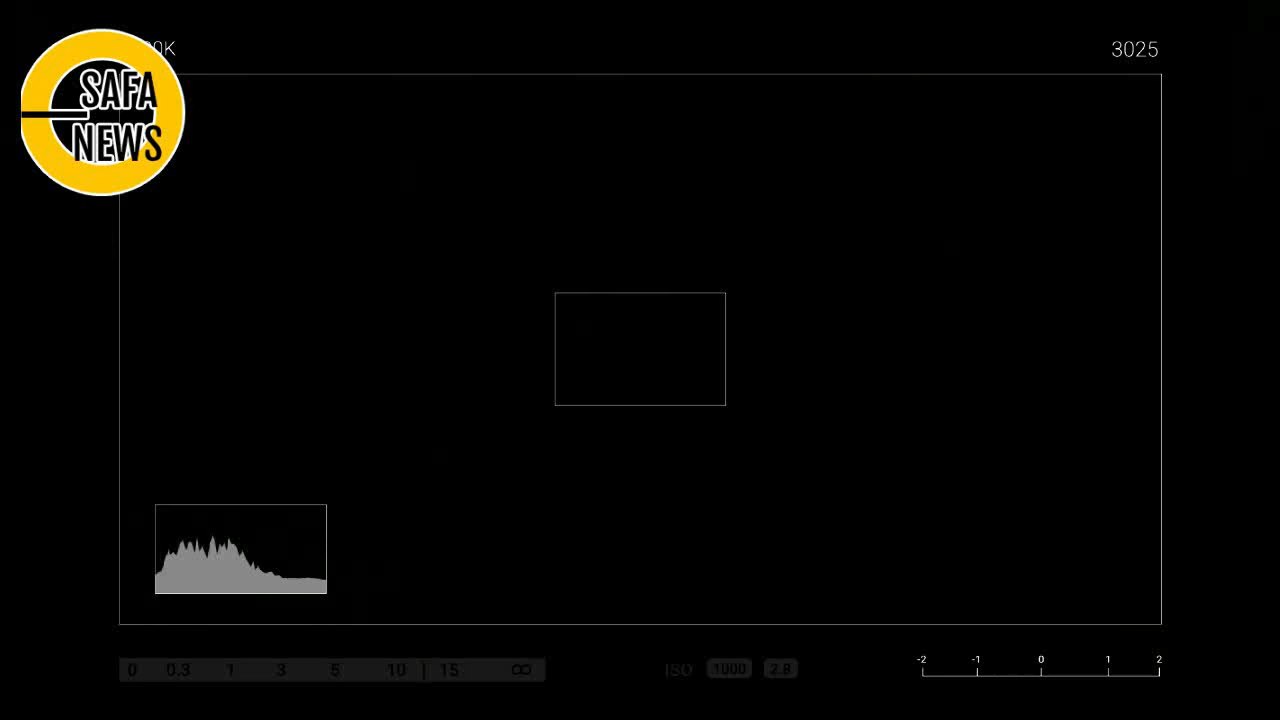 3025
SAFA
NEWS
-2 -1 0 1 2
0 0.3 1 3 5 10 | 15 ∞
ISO 1000 2.8